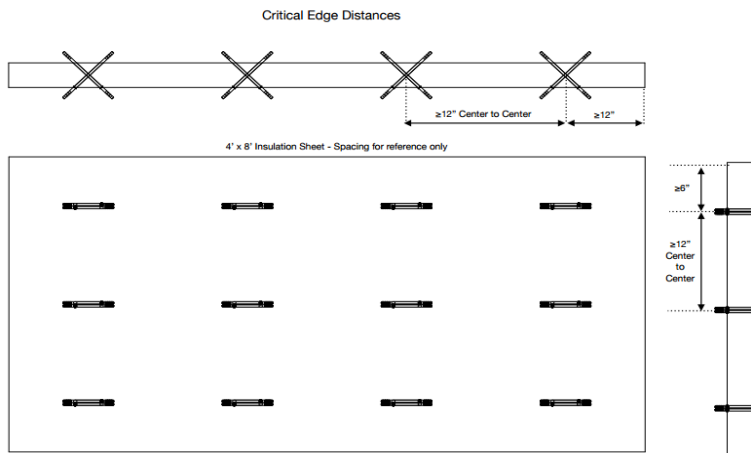 Critical Edge Distances
≥12” Center to Center
≥12”
4’ x 8’ Insulation Sheet - Spacing for reference only
≥6”
≥12”
Center
to
Center